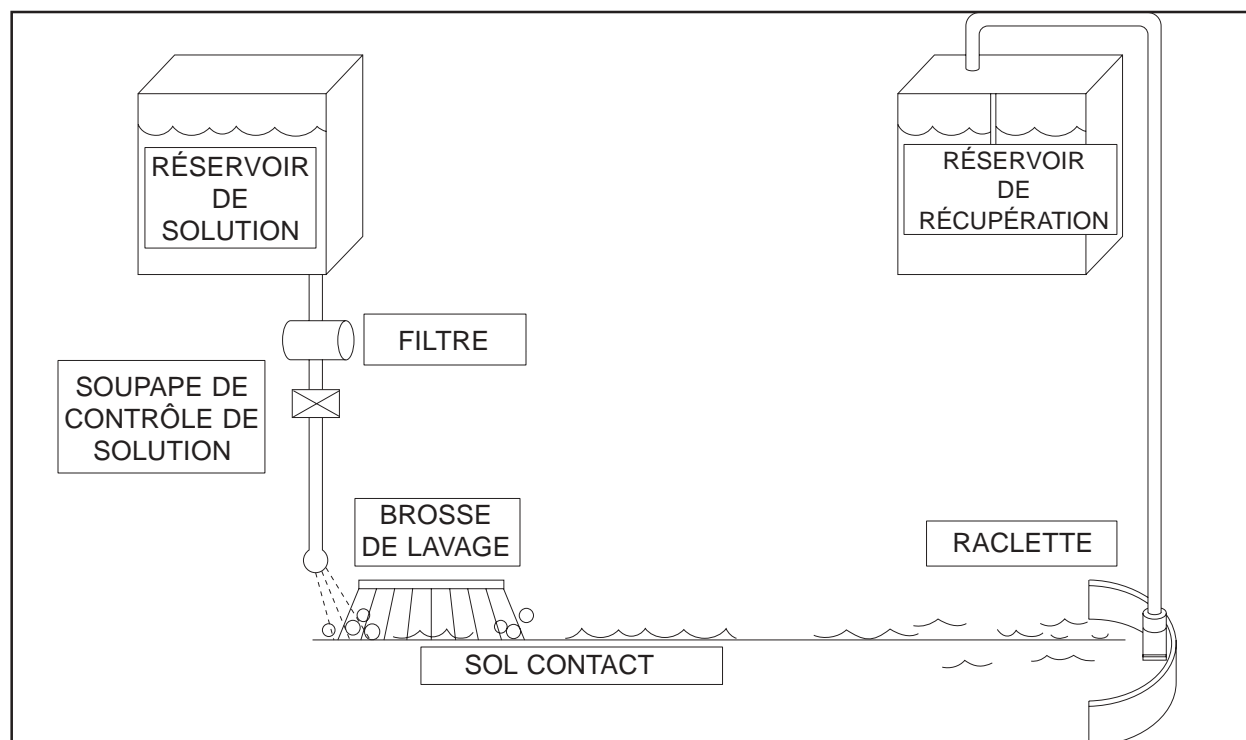 RÉSERVOIR
DE
SOLUTION
RÉSERVOIR
DE
RÉCUPÉRATION
FILTRE
SOUPAPE DE
CONTRÔLE DE
SOLUTION
BROSSE
DE LAVAGE
RACLETTE
SOL CONTACT